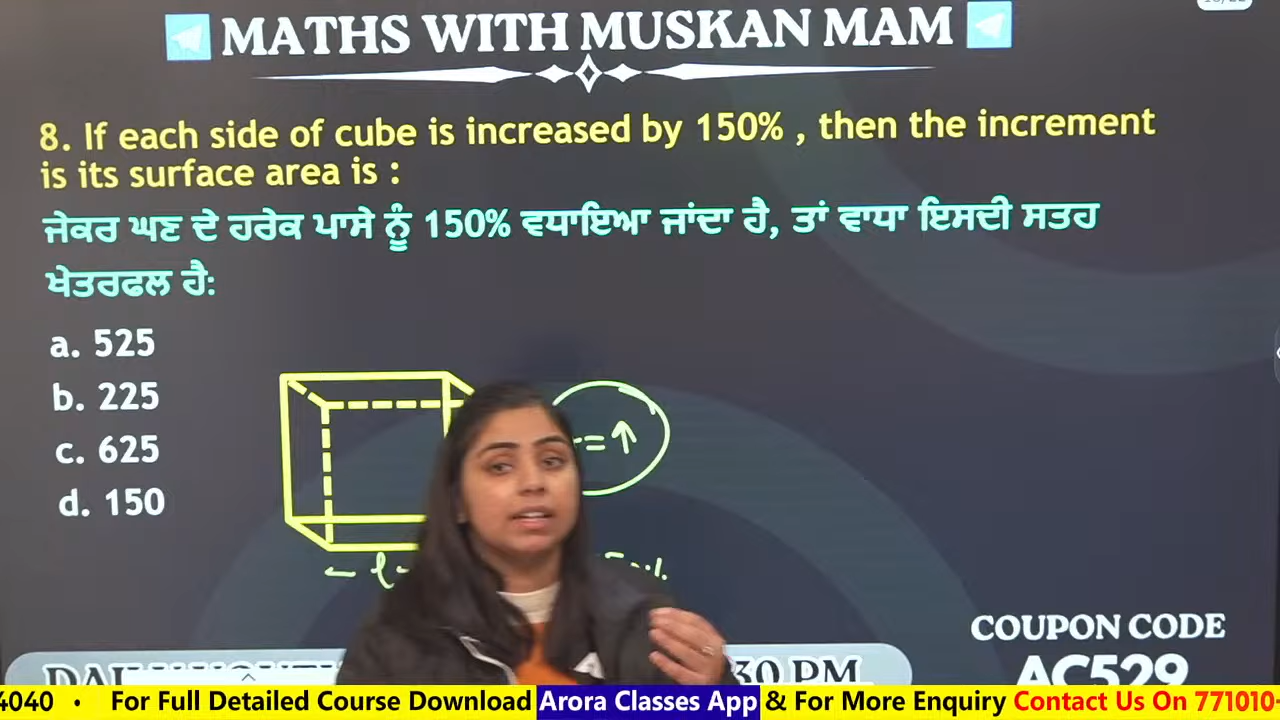 MATHS WITH MUSKAN MAM
8. If each side of cube is increased by 150% , then the increment
is its surface area is :
ਜੇਕਰ ਘਣ ਦੇ ਹਰੇਕ ਪਾਸੇ ਨੂੰ 150% ਵਧਾਇਆ ਜਾਂਦਾ ਹੈ, ਤਾਂ ਵਾਧਾ ਇਸਦੀ ਸਤਹ
ਖੇਤਰਫਲ ਹੈ:
a. 525
b. 225
c. 625
d. 150
= ↑
l
COUPON CODE
AC529
30 PM
4040 • For Full Detailed Course Download Arora Classes App & For More Enquiry Contact Us On 771010